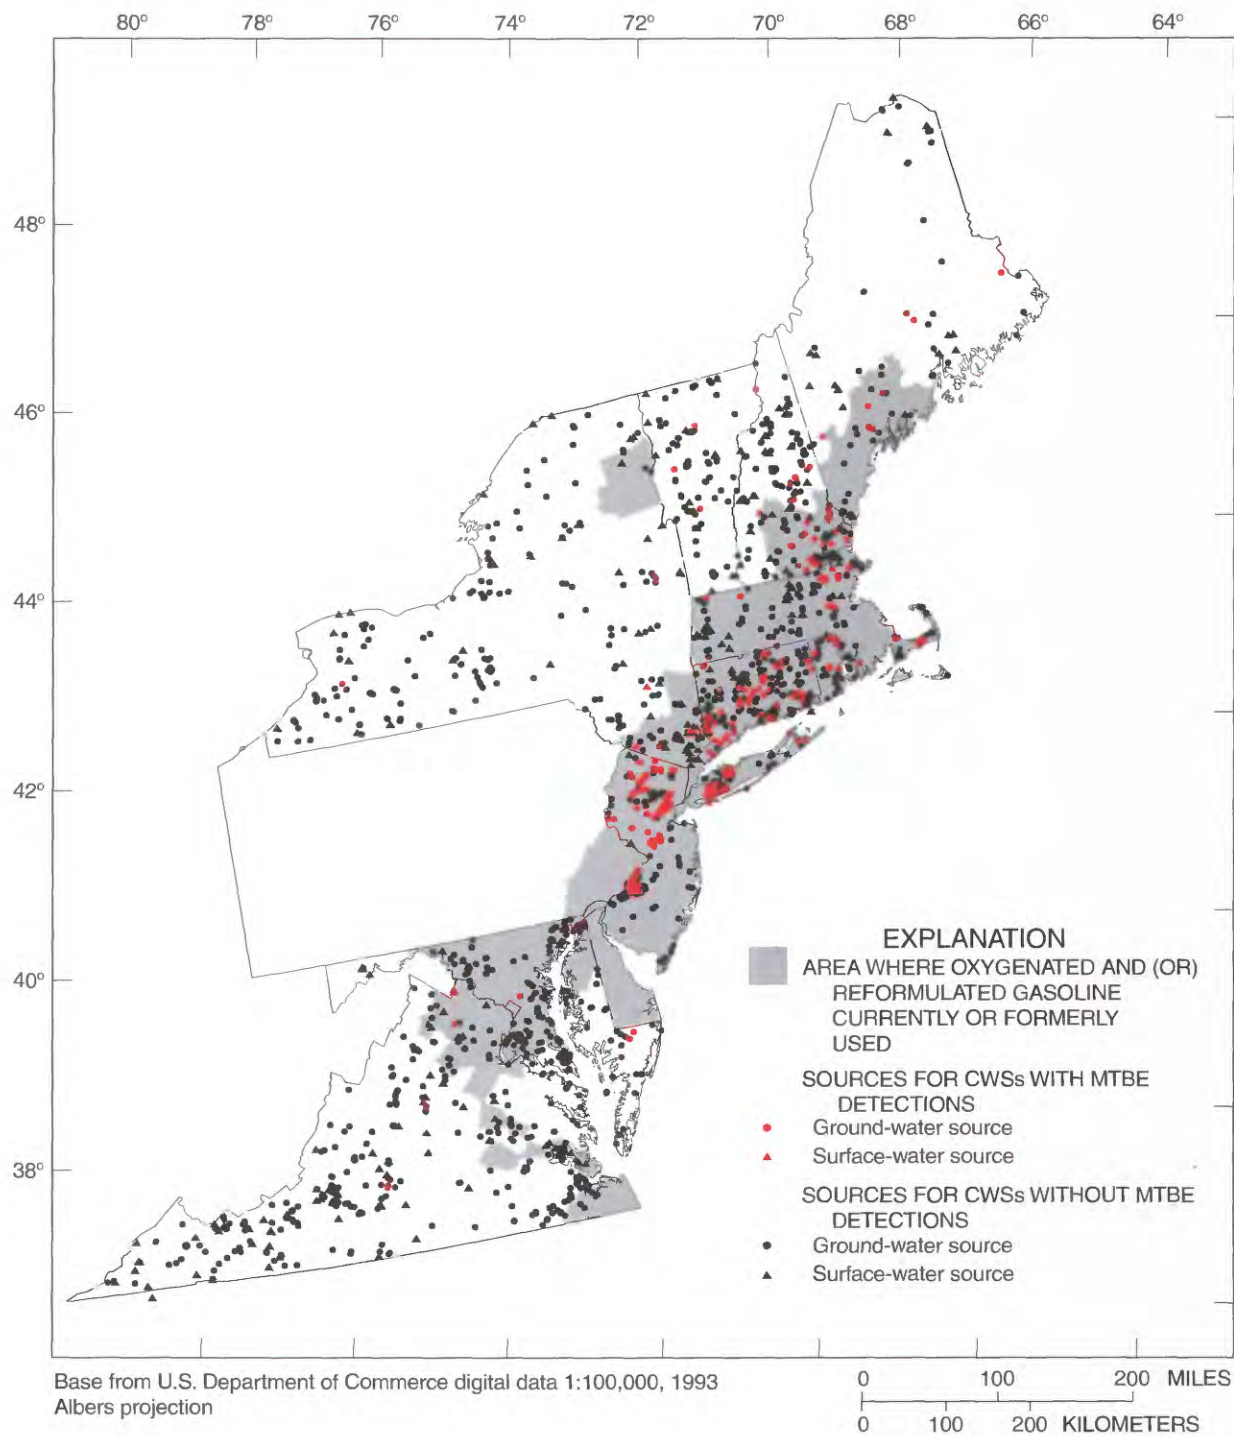 80° 78° 76° 74° 72° 70° 68° 66° 64°
48°
46°
44°
42°
40°
38°
EXPLANATION
AREA WHERE OXYGENATED AND (OR)
REFORMULATED GASOLINE
CURRENTLY OR FORMERLY
USED
SOURCES FOR CWSs WITH MTBE
DETECTIONS
Ground-water source
Surface-water source
SOURCES FOR CWSs WITHOUT MTBE
DETECTIONS
Ground-water source
Surface-water source
Base from U.S. Department of Commerce digital data 1:100,000, 1993
Albers projection
0 100 200 MILES
0 100 200 KILOMETERS